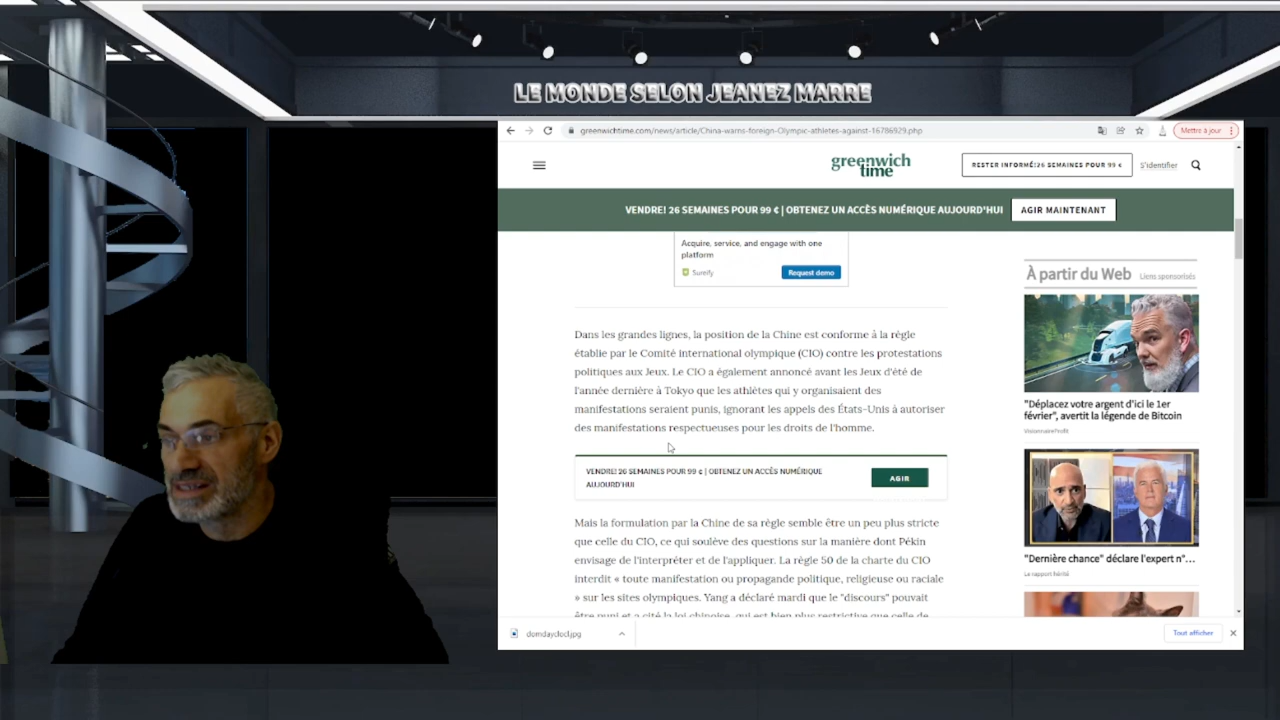 LE MONDE SELON JEANEZ MARRE
greenwichtime.com/news/article/China-warns-foreign-Olympic-athletes-against-16786929.php
Mettre à jour
greenwich
time
RESTER INFORMÉ!26 SEMAINES POUR 99 ¢
S'identifier
VENDRE! 26 SEMAINES POUR 99 ¢ | OBTENEZ UN ACCÈS NUMÉRIQUE AUJOURD'HUI
AGIR MAINTENANT
Acquire, service, and engage with one
platform
Sureify
Request demo
Dans les grandes lignes, la position de la Chine est conforme à la règle
établie par le Comité international olympique (CIO) contre les protestations
politiques aux Jeux. Le CIO a également annoncé avant les Jeux d'été de
l'année dernière à Tokyo que les athlètes qui y organisaient des
manifestations seraient punis, ignorant les appels des États-Unis à autoriser
des manifestations respectueuses pour les droits de l'homme.
VENDRE! 26 SEMAINES POUR 99 ¢ | OBTENEZ UN ACCÈS NUMÉRIQUE
AUJOURD'HUI
AGIR
Mais la formulation par la Chine de sa règle semble être un peu plus stricte
que celle du CIO, ce qui soulève des questions sur la manière dont Pékin
envisage de l'interpréter et de l'appliquer. La règle 50 de la charte du CIO
interdit « toute manifestation ou propagande politique, religieuse ou raciale
» sur les sites olympiques. Yang a déclaré mardi que le "discours" pouvait
être puni et a cité la loi chinoise, qui est bien plus restrictive que celle de
À partir du Web
Liens sponsorisés
"Déplacez votre argent d'ici le 1er
février", avertit la légende de Bitcoin
VisionnaireProfit
"Dernière chance" déclare l'expert n°...
Le rapport hérité
domdaydocl.jpg
Tout afficher